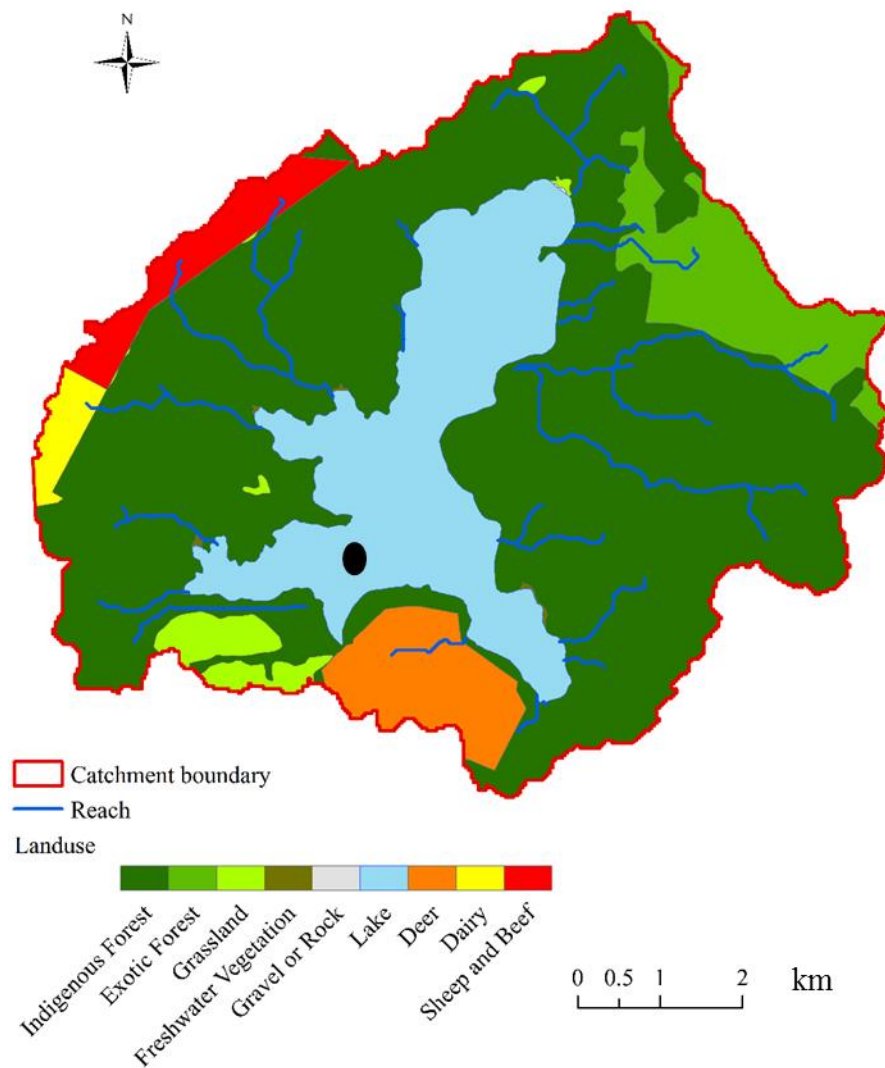 N
Catchment boundary
Reach
Landuse
Indigenous Forest
Exotic Forest
Grassland
Freshwater Vegetation
Gravel or Rock
Lake
Deer
Dairy
Sheep and Beef
0 0.5 1 2 km